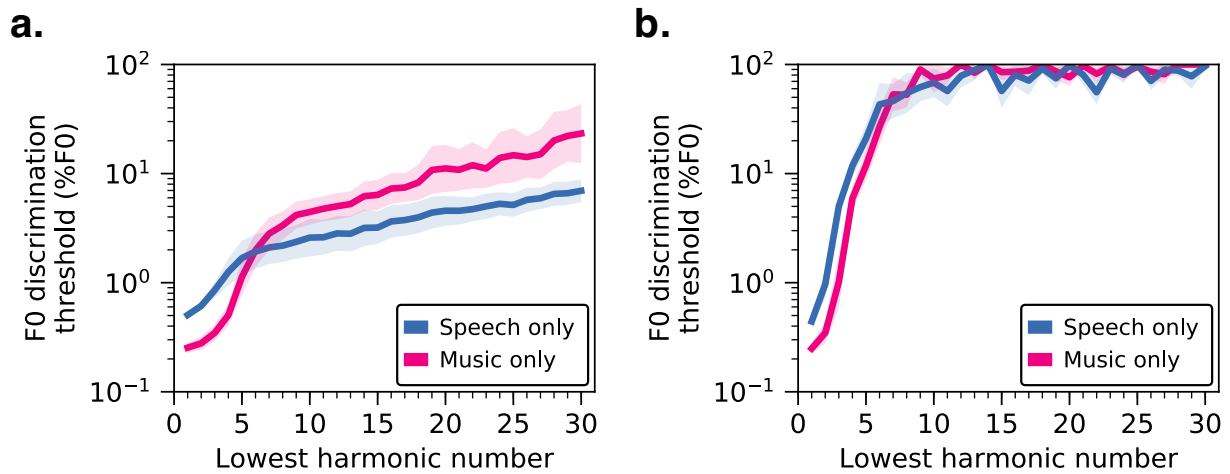 a.
F0 discrimination
threshold (%F0)
10²
10¹
10⁰
10⁻¹
0 5 10 15 20 25 30
Lowest harmonic number
Speech only
Music only
b.
F0 discrimination
threshold (%F0)
10²
10¹
10⁰
10⁻¹
0 5 10 15 20 25 30
Lowest harmonic number
Speech only
Music only